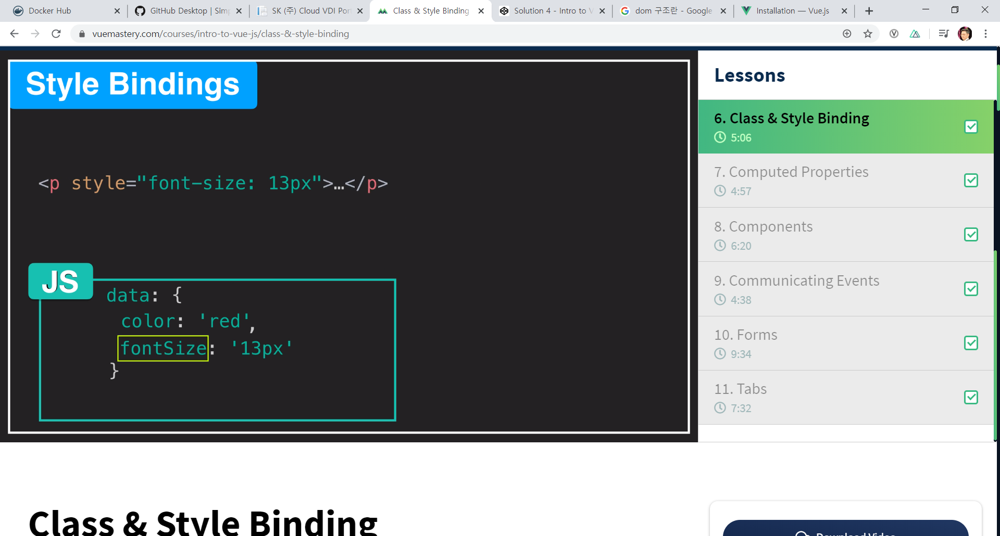 Docker Hub
GitHub Desktop | Sim
SK (주) Cloud VDI Por
Class & Style Binding
Solution 4 - Intro to V
dom 구조란 - Google
Installation — Vue.js
vuemastery.com/courses/intro-to-vue-js/class-&-style-binding
Style Bindings
<p style="font-size: 13px">…</p>
JS
data: {
color: 'red',
fontSize: '13px'
}
Lessons
6. Class & Style Binding
5:06
7. Computed Properties
4:57
8. Components
6:20
9. Communicating Events
4:38
10. Forms
9:34
11. Tabs
7:32
Class & Style Binding
Download Video